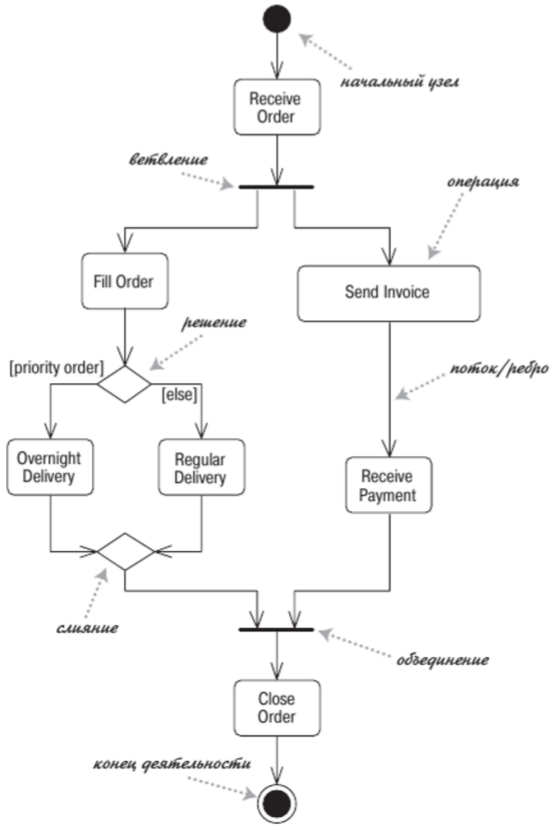 начальный узел
Receive
Order
ветвление
операция
Fill Order
Send Invoice
решение
[priority order]
[else]
поток/ребро
Overnight
Delivery
Regular
Delivery
Receive
Payment
слияние
объединение
Close
Order
конец деятельности